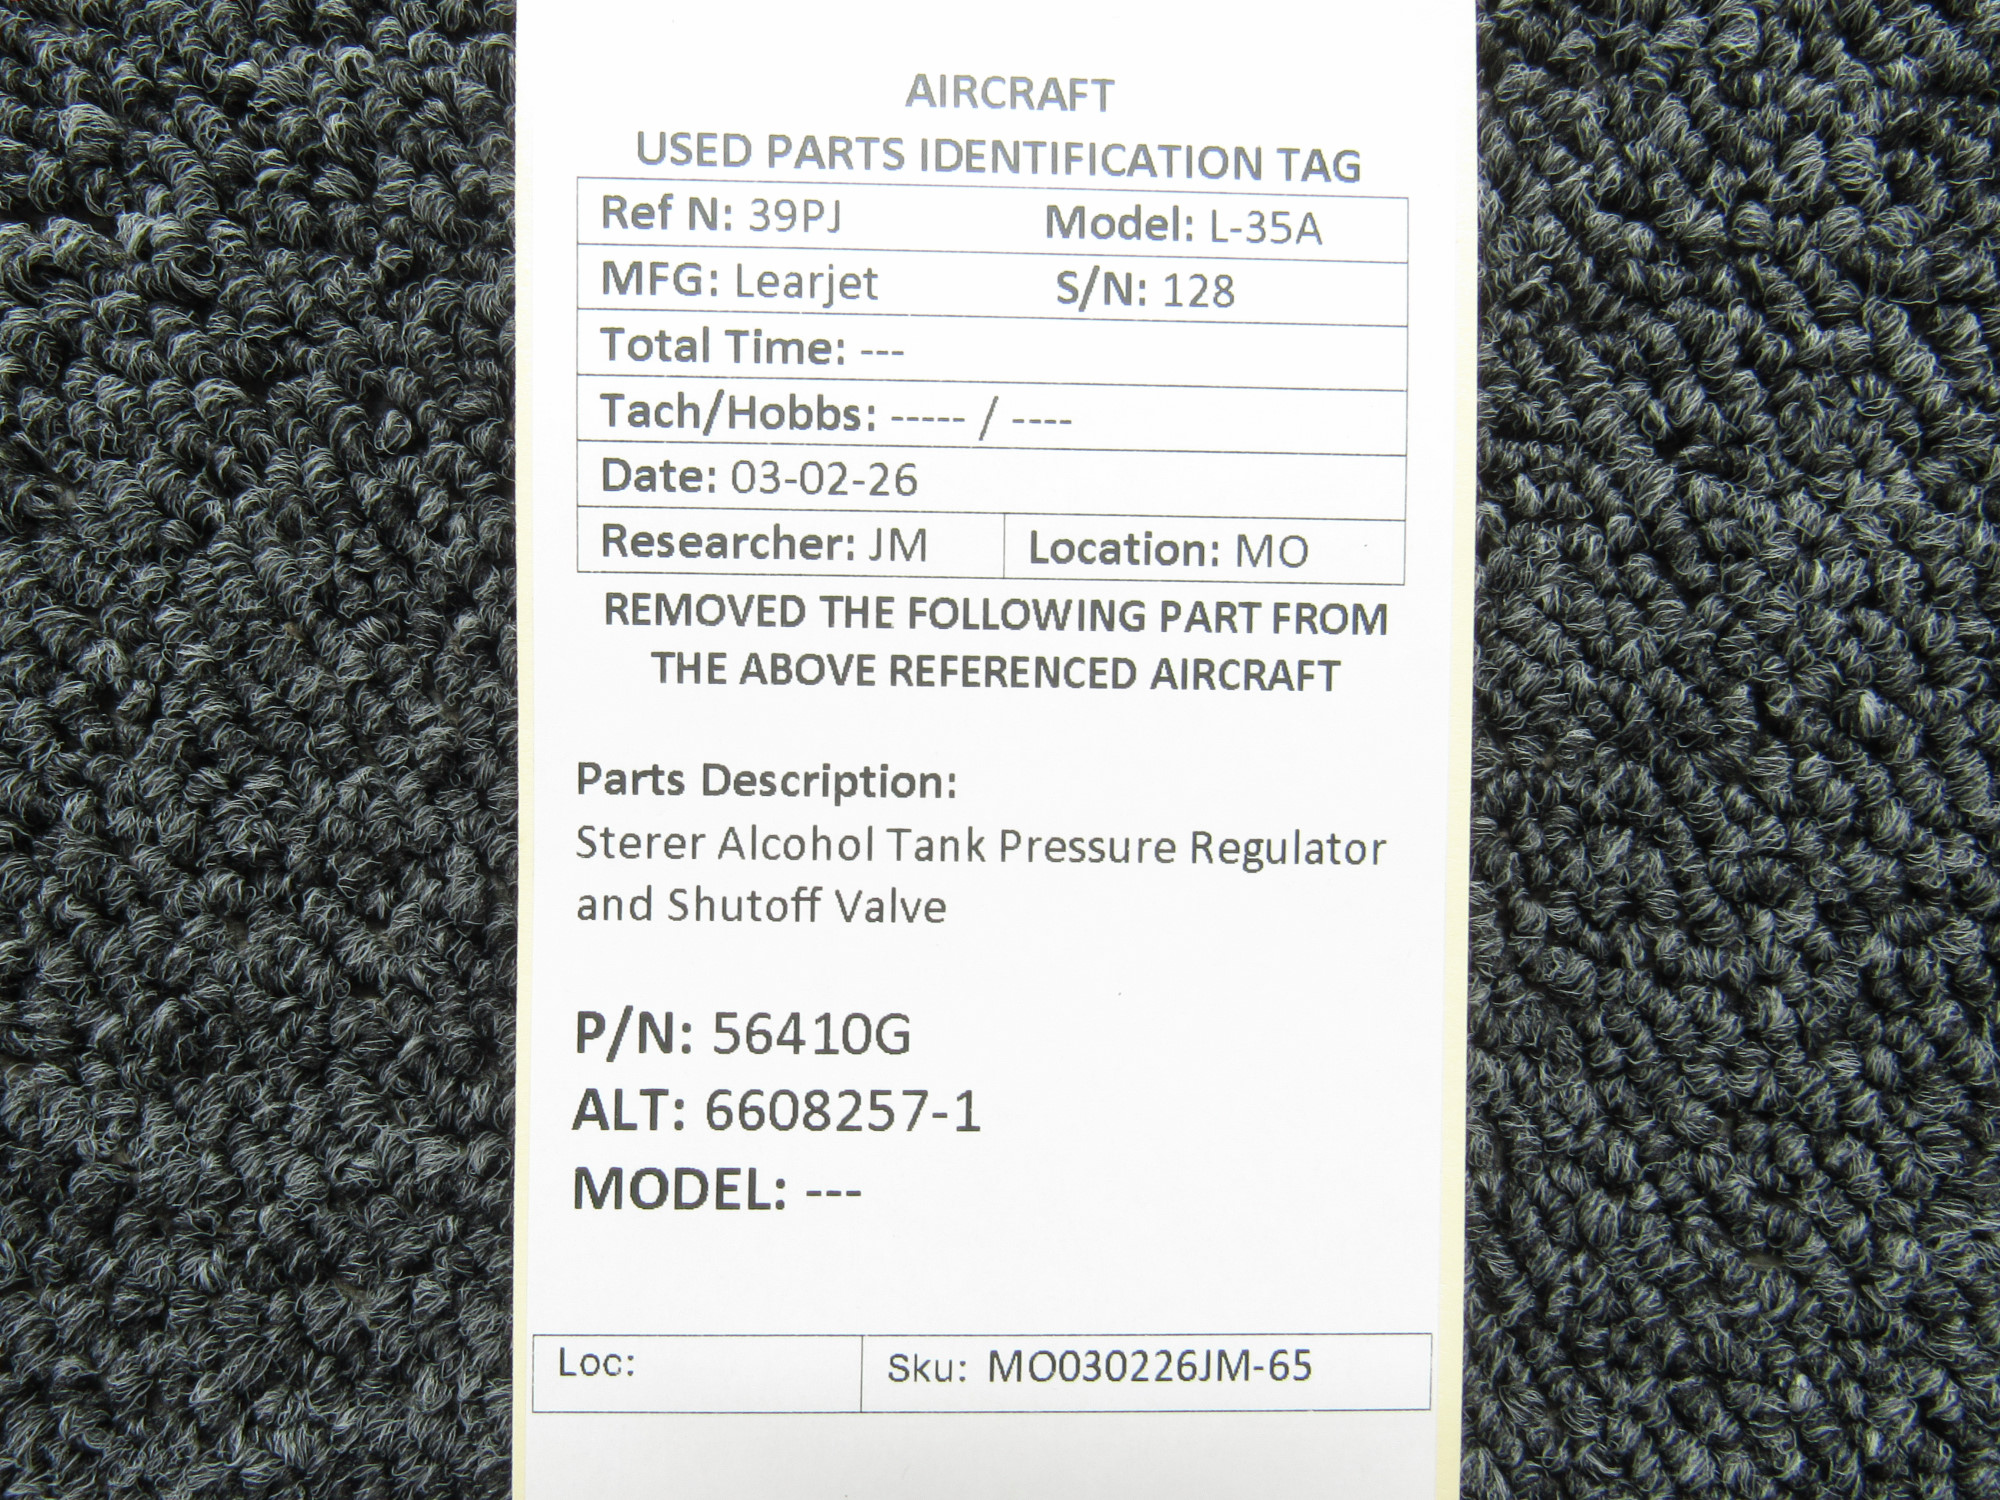 AIRCRAFT
USED PARTS IDENTIFICATION TAG
Ref N: 39PJ Model: L-35A
MFG: Learjet S/N: 128
Total Time: ---
Tach/Hobbs: ----- / ----
Date: 03-02-26
Researcher: JM Location: MO
REMOVED THE FOLLOWING PART FROM
THE ABOVE REFERENCED AIRCRAFT
Parts Description:
Sterer Alcohol Tank Pressure Regulator
and Shutoff Valve
P/N: 56410G
ALT: 6608257-1
MODEL: ---
Loc: Sku: MO030226JM-65